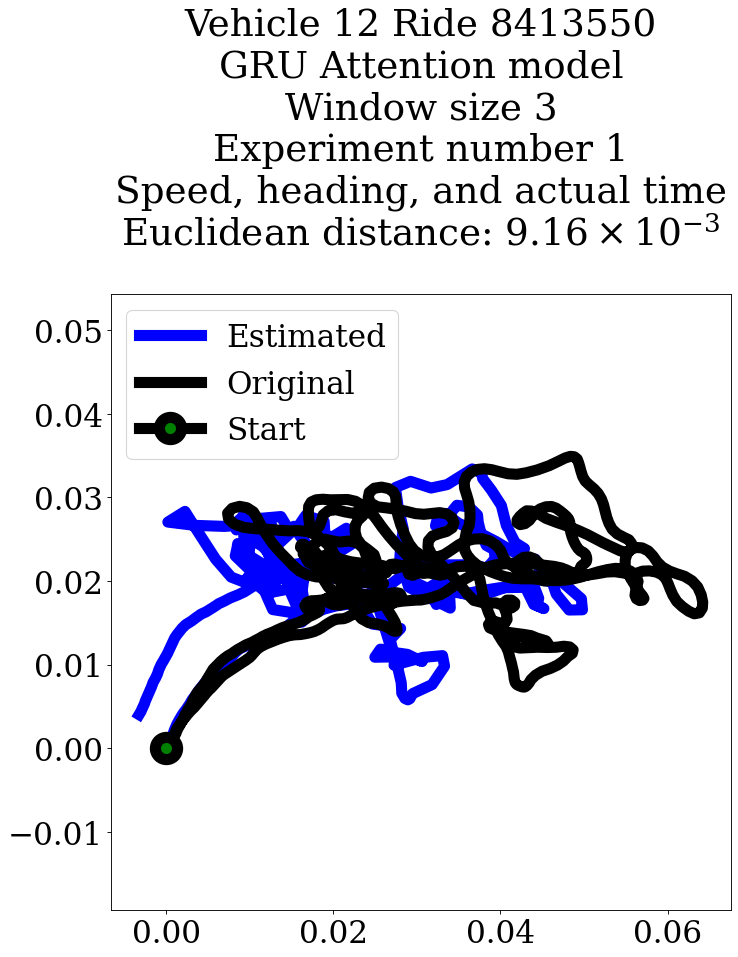 Vehicle 12 Ride 8413550
GRU Attention model
Window size 3
Experiment number 1
Speed, heading, and actual time
Euclidean distance: 9.16 × 10⁻³
Estimated
Original
Start
0.05
0.04
0.03
0.02
0.01
0.00
−0.01
0.00 0.02 0.04 0.06